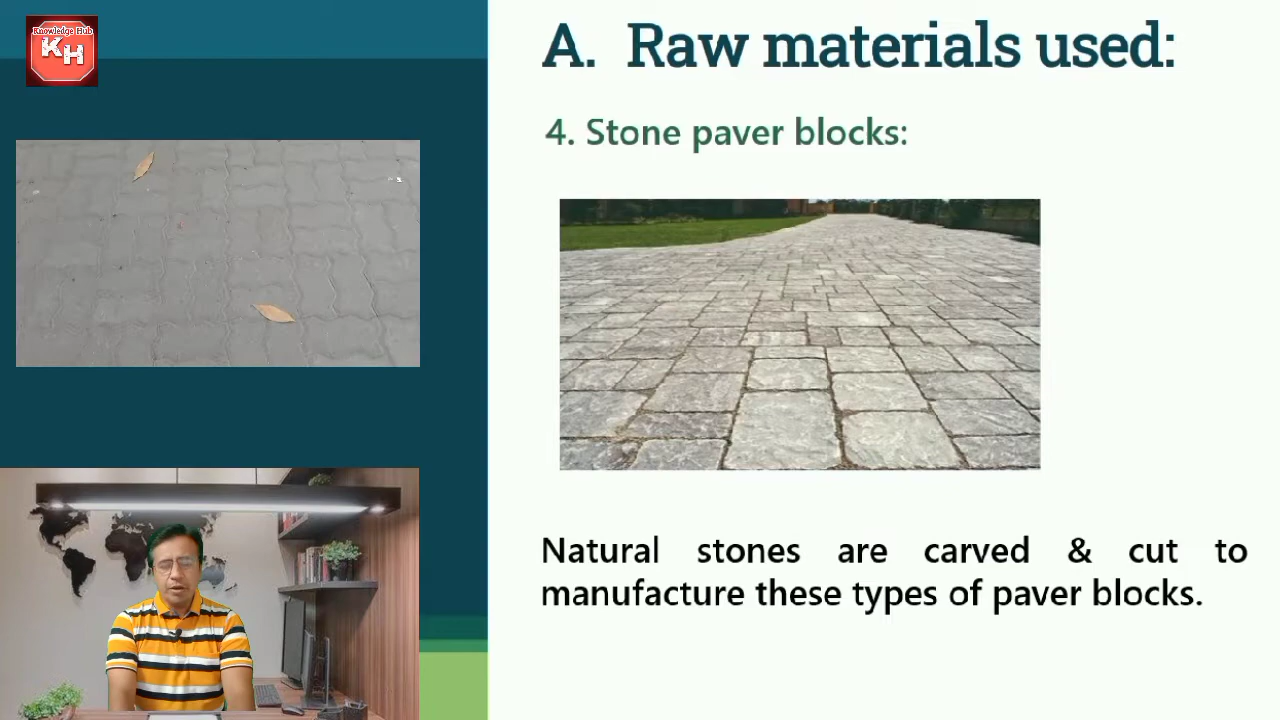 Knowledge Hub
KH
A. Raw materials used:
4. Stone paver blocks:
Natural stones are carved & cut to
manufacture these types of paver blocks.